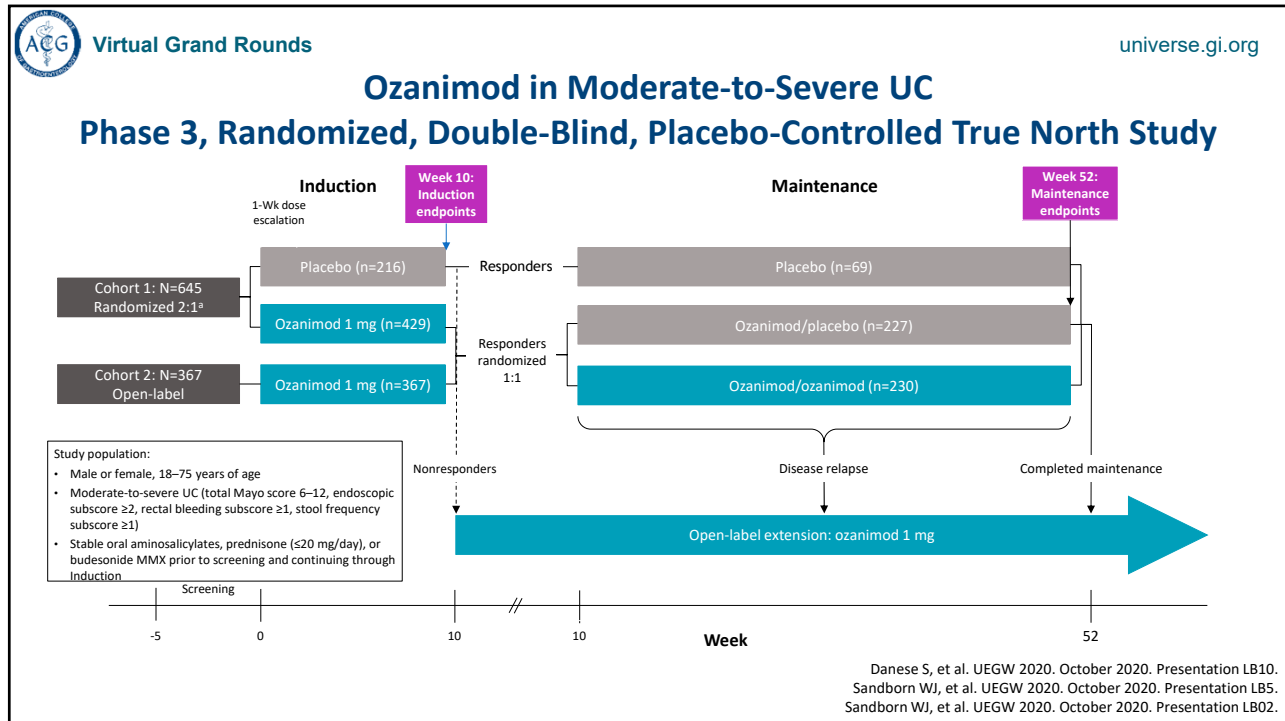 AMERICAN COLLEGE
ACG
OF GASTROENTEROLOGY
Virtual Grand Rounds
universe.gi.org
Ozanimod in Moderate-to-Severe UC
Phase 3, Randomized, Double-Blind, Placebo-Controlled True North Study
Induction
Week 10:
Induction
endpoints
Maintenance
Week 52:
Maintenance
endpoints
1-Wk dose
escalation
Placebo (n=216)
Responders
Placebo (n=69)
Cohort 1: N=645
Randomized 2:1ᵃ
Ozanimod 1 mg (n=429)
Responders
randomized
1:1
Ozanimod/placebo (n=227)
Cohort 2: N=367
Open-label
Ozanimod 1 mg (n=367)
Ozanimod/ozanimod (n=230)
Study population:
• Male or female, 18–75 years of age
• Moderate-to-severe UC (total Mayo score 6–12, endoscopic
subscore ≥2, rectal bleeding subscore ≥1, stool frequency
subscore ≥1)
• Stable oral aminosalicylates, prednisone (≤20 mg/day), or
budesonide MMX prior to screening and continuing through
Induction
Nonresponders
Disease relapse
Completed maintenance
Open-label extension: ozanimod 1 mg
Screening
-5
0
10
//
10
52
Week
Danese S, et al. UEGW 2020. October 2020. Presentation LB10.
Sandborn WJ, et al. UEGW 2020. October 2020. Presentation LB5.
Sandborn WJ, et al. UEGW 2020. October 2020. Presentation LB02.